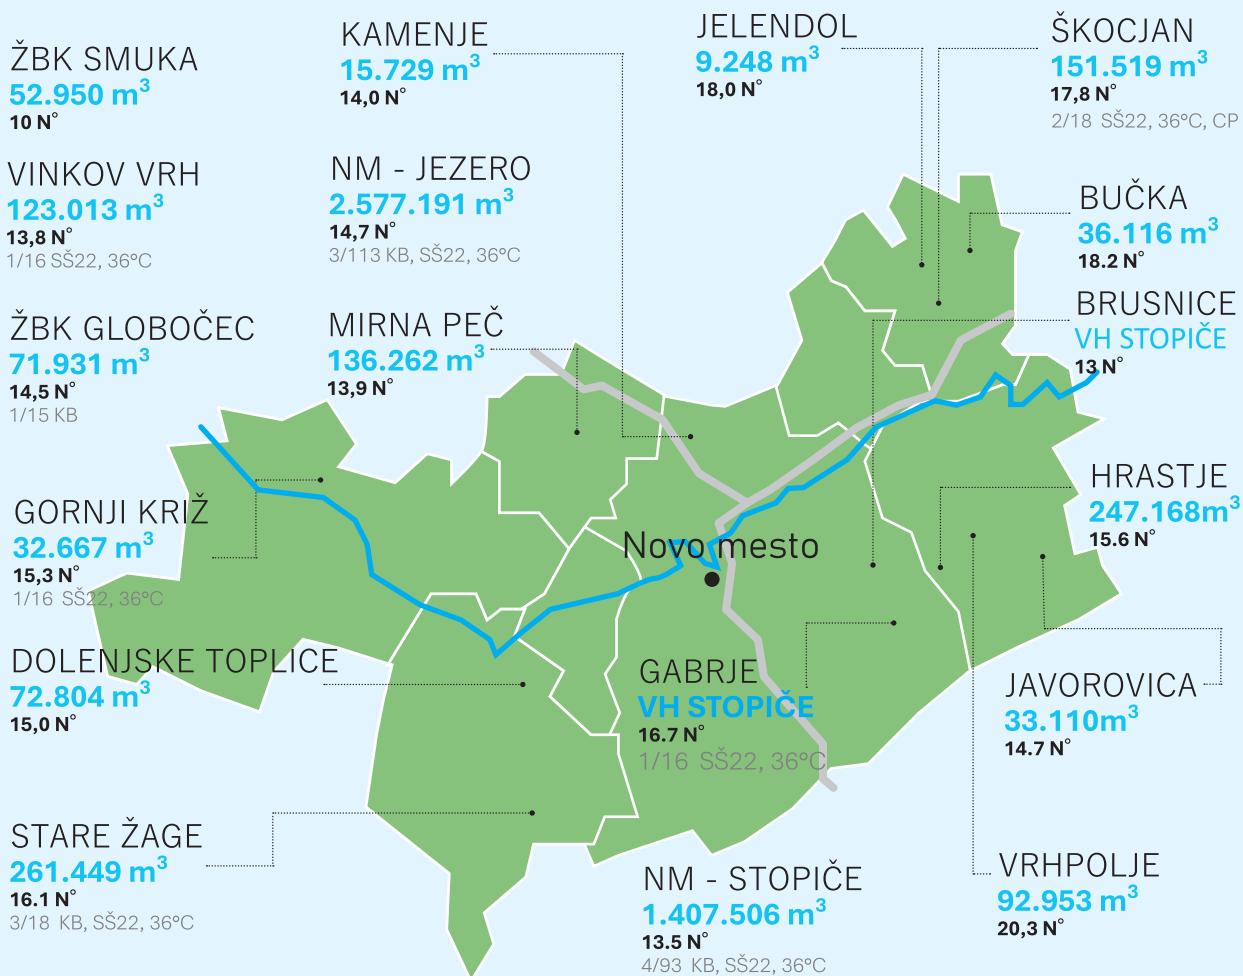 ŽBK SMUKA
52.950 m³
10 N°
VINKOV VRH
123.013 m³
13,8 N°
1/16 SŠ22, 36°C
ŽBK GLOBOČEC
71.931 m³
14,5 N°
1/15 KB
GORNJI KRIŽ
32.667 m³
15,3 N°
1/16 SŠ22, 36°C
DOLENJSKE TOPLICE
72.804 m³
15,0 N°
STARE ŽAGE
261.449 m³
16.1 N°
3/18 KB, SŠ22, 36°C
KAMENJE
15.729 m³
14,0 N°
NM - JEZERO
2.577.191 m³
14,7 N°
3/113 KB, SŠ22, 36°C
MIRNA PEČ
136.262 m³
13,9 N°
Novo mesto
GABRJE
VH STOPIČE
16.7 N°
1/16 SŠ22, 36°C
NM - STOPIČE
1.407.506 m³
13.5 N°
4/93 KB, SŠ22, 36°C
JELENDOL
9.248 m³
18,0 N°
ŠKOCJAN
151.519 m³
17,8 N°
2/18 SŠ22, 36°C, CP
BUČKA
36.116 m³
18.2 N°
BRUSNICE
VH STOPIČE
13 N°
HRASTJE
247.168m³
15.6 N°
JAVOROVICA
33.110m³
14.7 N°
VRHPOLJE
92.953 m³
20,3 N°